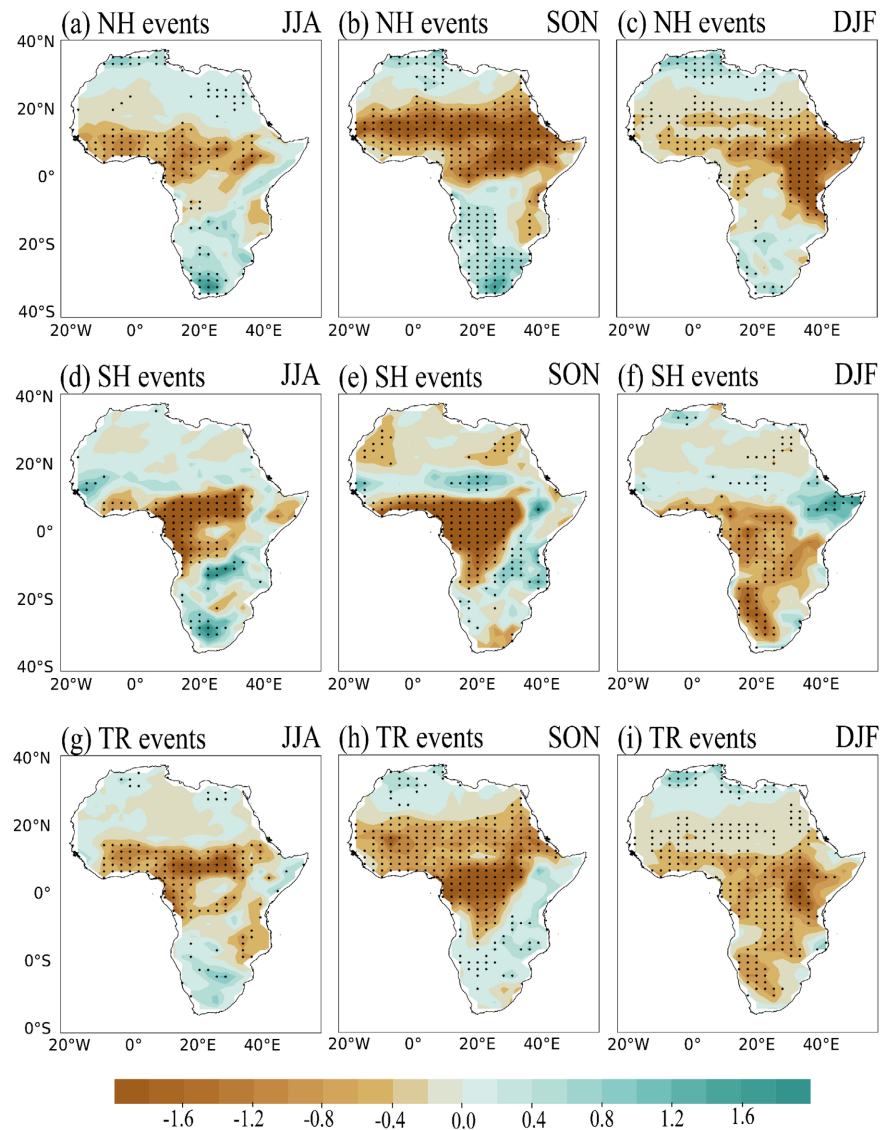 (a) NH events JJA (b) NH events SON (c) NH events DJF
40°N
20°N
0°
20°S
40°S
20°W 0° 20°E 40°E 20°W 0° 20°E 40°E 20°W 0° 20°E 40°E
(d) SH events JJA (e) SH events SON (f) SH events DJF
40°N
20°N
0°
20°S
40°S
20°W 0° 20°E 40°E 20°W 0° 20°E 40°E 20°W 0° 20°E 40°E
(g) TR events JJA (h) TR events SON (i) TR events DJF
40°N
20°N
0°
0°S
0°S
20°W 0° 20°E 40°E 20°W 0° 20°E 40°E 20°W 0° 20°E 40°E
-1.6 -1.2 -0.8 -0.4 0.0 0.4 0.8 1.2 1.6